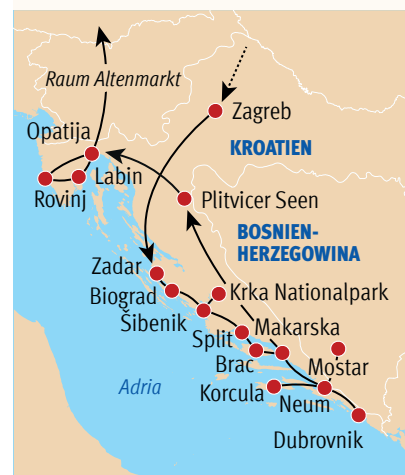 Raum Altenmarkt
Zagreb
Opatija
KROATIEN
Labin
Rovinj
Plitvicer Seen
BOSNIEN-
HERZEGOWINA
Zadar
Biograd
Krka Nationalpark
Šibenik
Split
Makarska
Brac
Mostar
Adria
Korcula
Neum
Dubrovnik